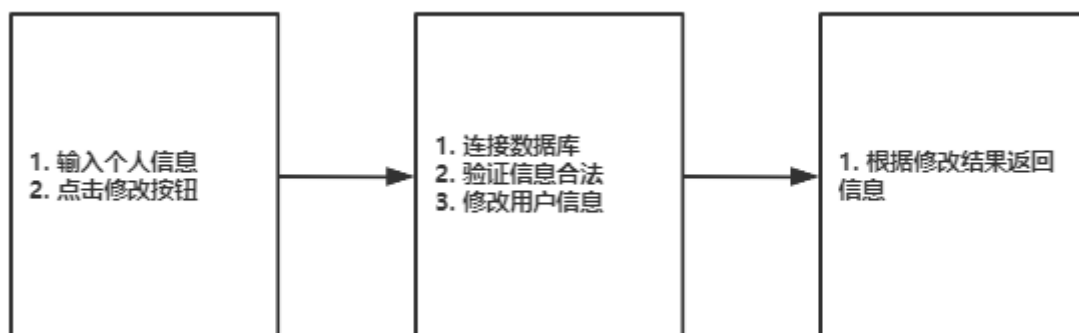 1. 输入个人信息
2. 点击修改按钮
1. 连接数据库
2. 验证信息合法
3. 修改用户信息
1. 根据修改结果返回
信息